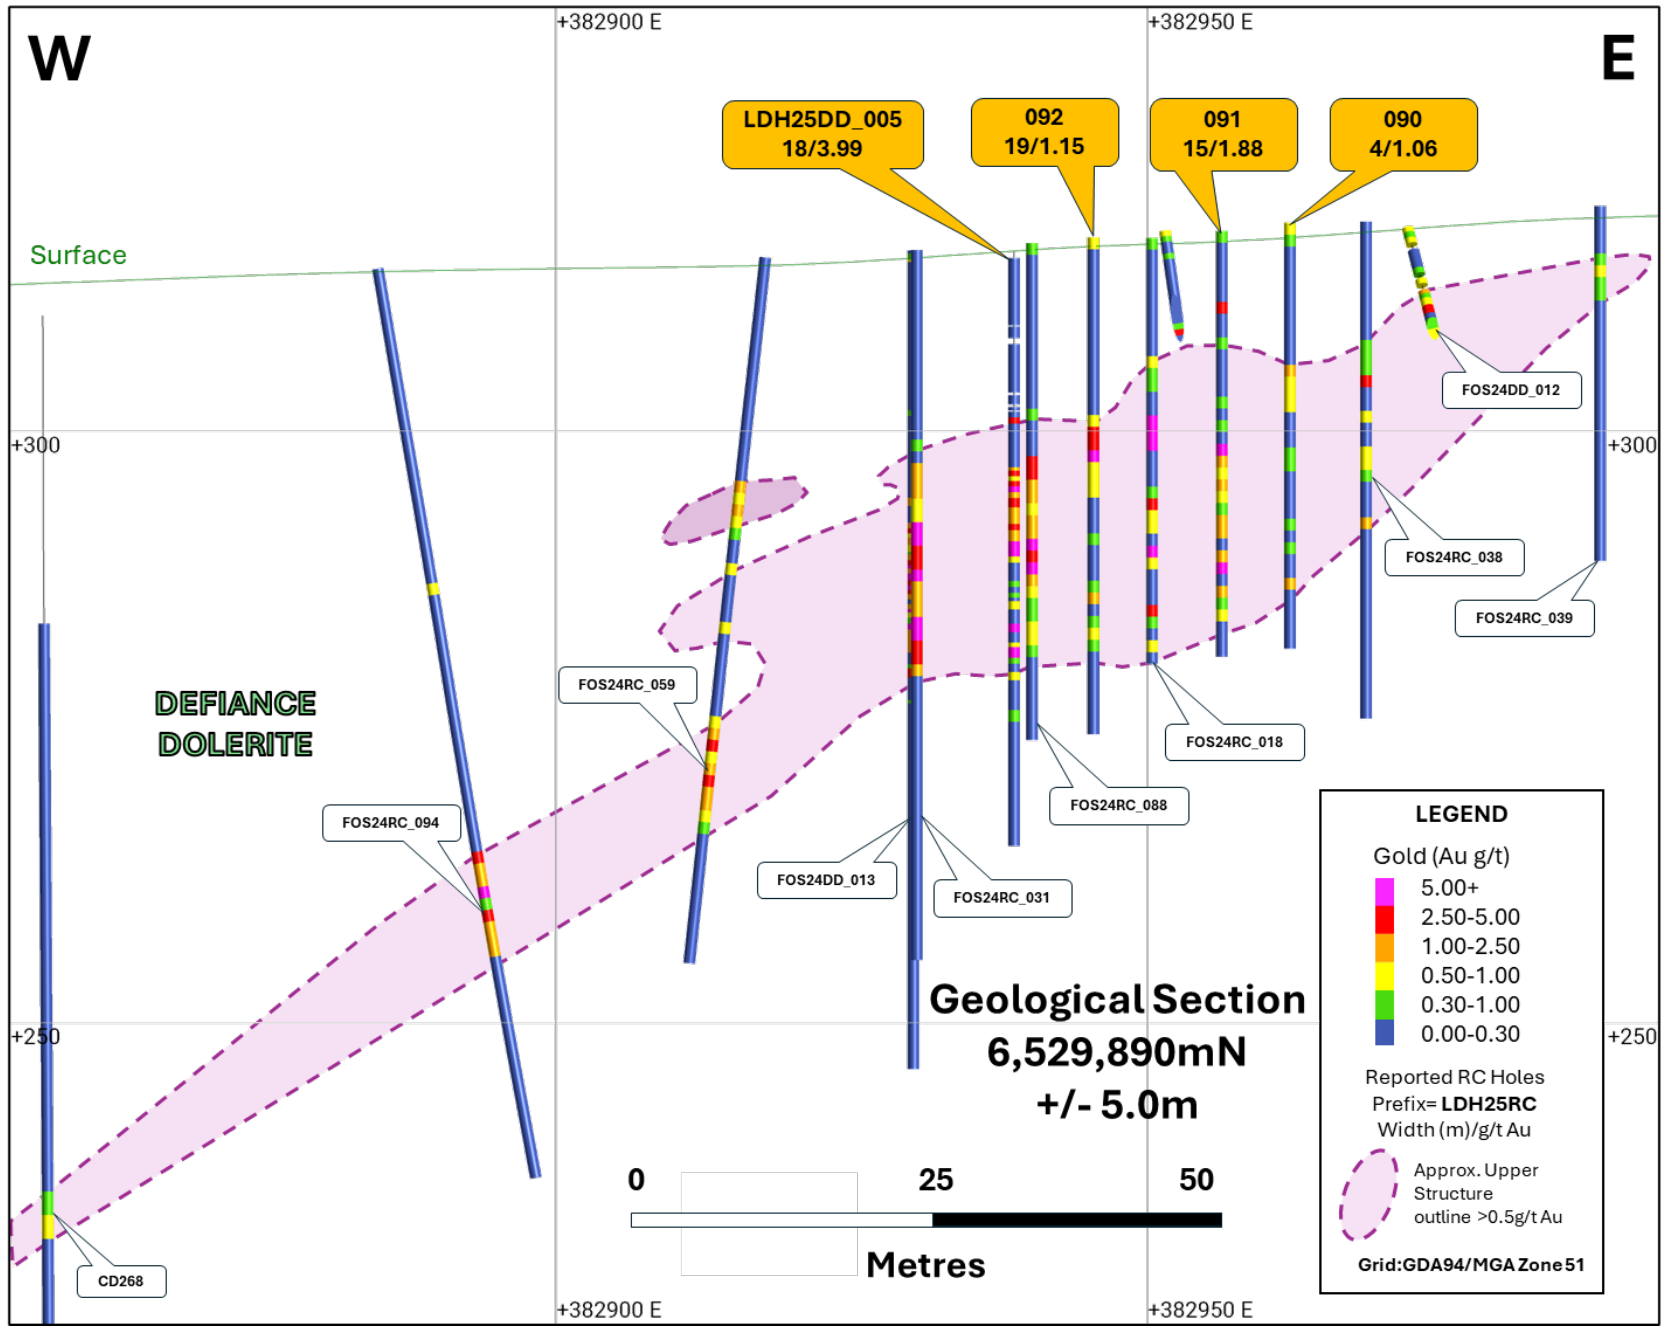 +382900 E
+382950 E
W
E
LDH25DD_005
18/3.99
092
19/1.15
091
15/1.88
090
4/1.06
Surface
FOS24DD_012
+300
+300
FOS24RC_038
FOS24RC_039
FOS24RC_059
DEFIANCE
DOLERITE
FOS24RC_018
FOS24RC_088
FOS24RC_094
FOS24DD_013
FOS24RC_031
LEGEND
Gold (Au g/t)
5.00+
2.50-5.00
1.00-2.50
0.50-1.00
0.30-1.00
0.00-0.30
Reported RC Holes
Prefix= LDH25RC
Width (m)/g/t Au
Approx. Upper
Structure
outline >0.5g/t Au
Grid:GDA94/MGA Zone 51
+250
+250
Geological Section
6,529,890mN
+/- 5.0m
0
25
50
Metres
CD268
+382900 E
+382950 E